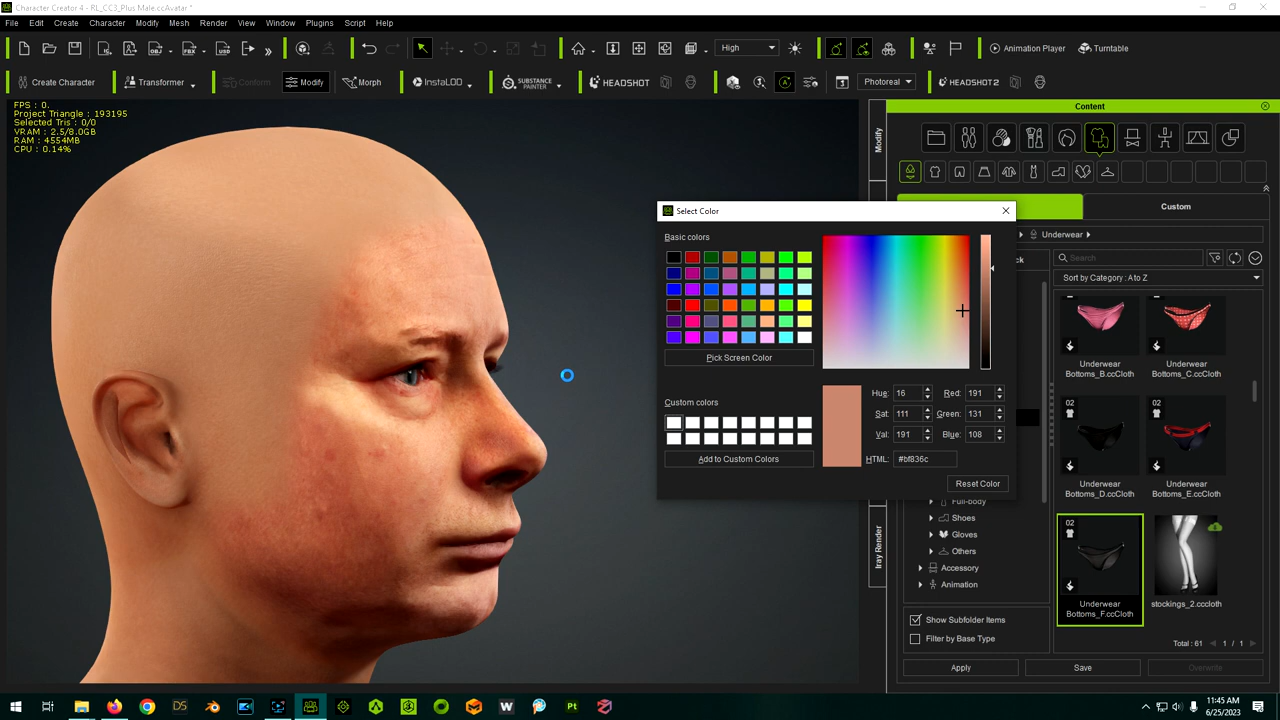 Character Creator 4 - RL_CC3_Plus Male.ccAvatar *
File Edit Create Character Modify Mesh Render View Window Plugins Script Help
High Animation Player Turntable
Create Character Transformer Conform Modify Morph InstaLOD SUBSTANCE PAINTER HEADSHOT Photoreal HEADSHOT2
FPS : 0.
Project Triangle : 193195
Selected Tris : 0/0
VRAM : 2.5/8.0GB
RAM : 4554MB
CPU : 0.14%
Modify
Content
Custom
Underwear
Search
Sort by Category : A to Z
Select Color
Basic colors
Pick Screen Color
Custom colors
Add to Custom Colors
Hue: 16 Red: 191
Sat: 111 Green: 131
Val: 191 Blue: 108
HTML: #bf836c
Reset Color
Underwear Bottoms_B.ccCloth
Underwear Bottoms_C.ccCloth
02
02
Underwear Bottoms_D.ccCloth
Underwear Bottoms_E.ccCloth
02
Underwear Bottoms_F.ccCloth
stockings_2.cccloth
Full-body
Shoes
Gloves
Others
Accessory
Animation
Iray Render
Show Subfolder Items
Filter by Base Type
Total : 61 1 / 1
Apply Save Overwrite
DS W Pt
11:45 AM
6/25/2023